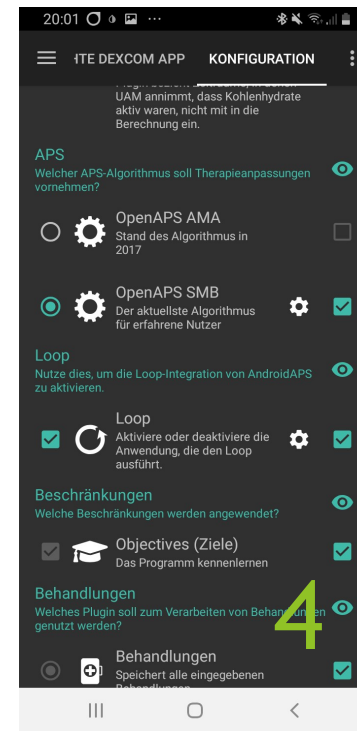 20:01
ITE DEXCOM APP KONFIGURATION
UAM annimmt, dass Kohlenhydrate
aktiv waren, nicht mit in die
Berechnung ein.
APS
Welcher APS-Algorithmus soll Therapieanpassungen
vornehmen?
OpenAPS AMA
Stand des Algorithmus in
2017
OpenAPS SMB
Der aktuellste Algorithmus
für erfahrene Nutzer
Loop
Nutze dies, um die Loop-Integration von AndroidAPS
zu aktivieren.
Loop
Aktiviere oder deaktiviere die
Anwendung, die den Loop
ausführt.
Beschränkungen
Welche Beschränkungen werden angewendet?
Objectives (Ziele)
Das Programm kennenlernen
Behandlungen
Welches Plugin soll zum Verarbeiten von Behandlungen
genutzt werden?
4
Behandlungen
Speichert alle eingegebenen